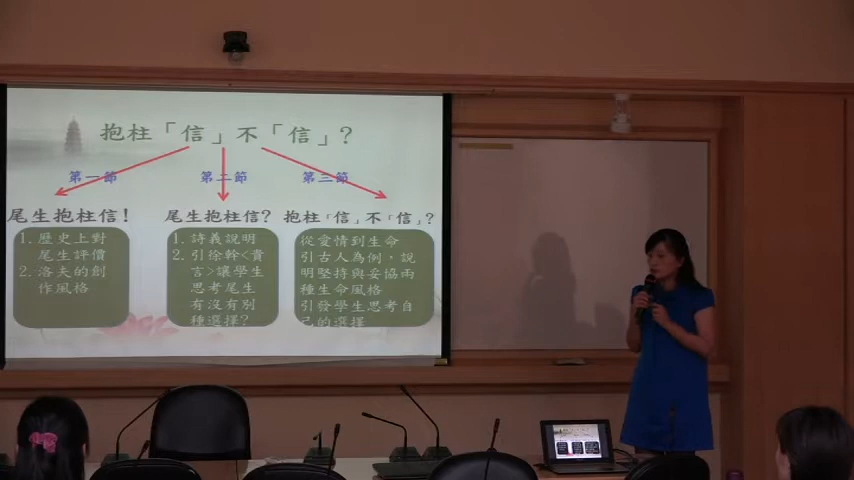 抱柱「信」不「信」?
第一節
第二節
第三節
尾生抱柱信!
1. 歷史上對
尾生評價
2. 洛夫的創
作風格
尾生抱柱信?
1. 詩義說明
2. 引徐幹<貴
言>讓學生
思考尾生
有沒有別
種選擇?
抱柱「信」不「信」?
從愛情到生命
引古人為例,說
明堅持與妥協兩
種生命風格
引發學生思考自
己的選擇